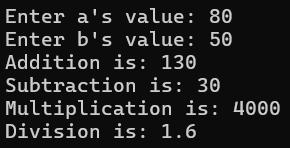 Enter a's value: 80
Enter b's value: 50
Addition is: 130
Subtraction is: 30
Multiplication is: 4000
Division is: 1.6